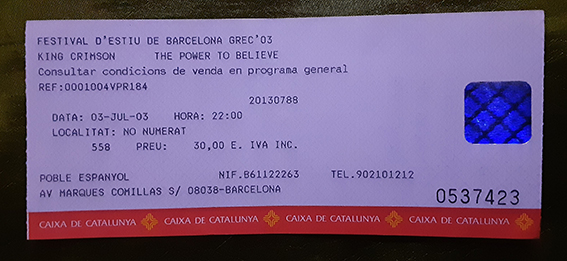 FESTIVAL D'ESTIU DE BARCELONA GREC'03
KING CRIMSON THE POWER TO BELIEVE
Consultar condicions de venda en programa general
REF:0001004VPR184
20130788
DATA: 03-JUL-03 HORA: 22:00
LOCALITAT: NO NUMERAT
558 PREU: 30,00 E. IVA INC.
POBLE ESPANYOL NIF.B61122263 TEL.902101212
AV MARQUES COMILLAS S/ 08038-BARCELONA
0537423
CAIXA DE CATALUNYA CAIXA DE CATALUNYA CAIXA DE CATALUNYA CAIXA DE CATALUNYA